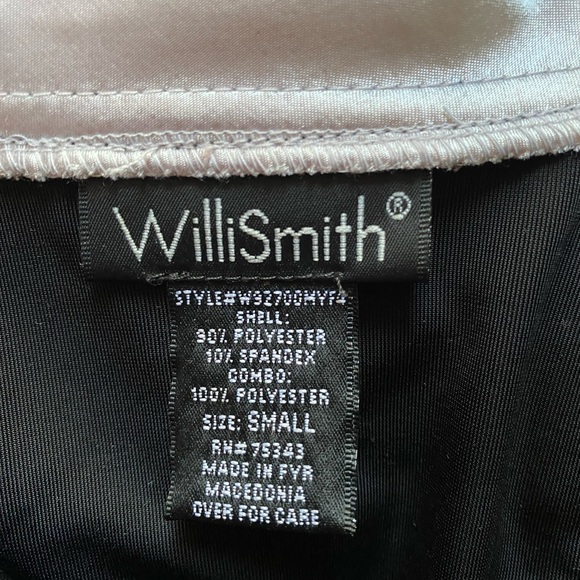 WilliSmith®
STYLE#W92700MYF4
SHELL:
90% POLYESTER
10% SPANDEX
COMBO:
100% POLYESTER
SIZE: SMALL
RN# 75343
MADE IN FYR
MACEDONIA
OVER FOR CARE